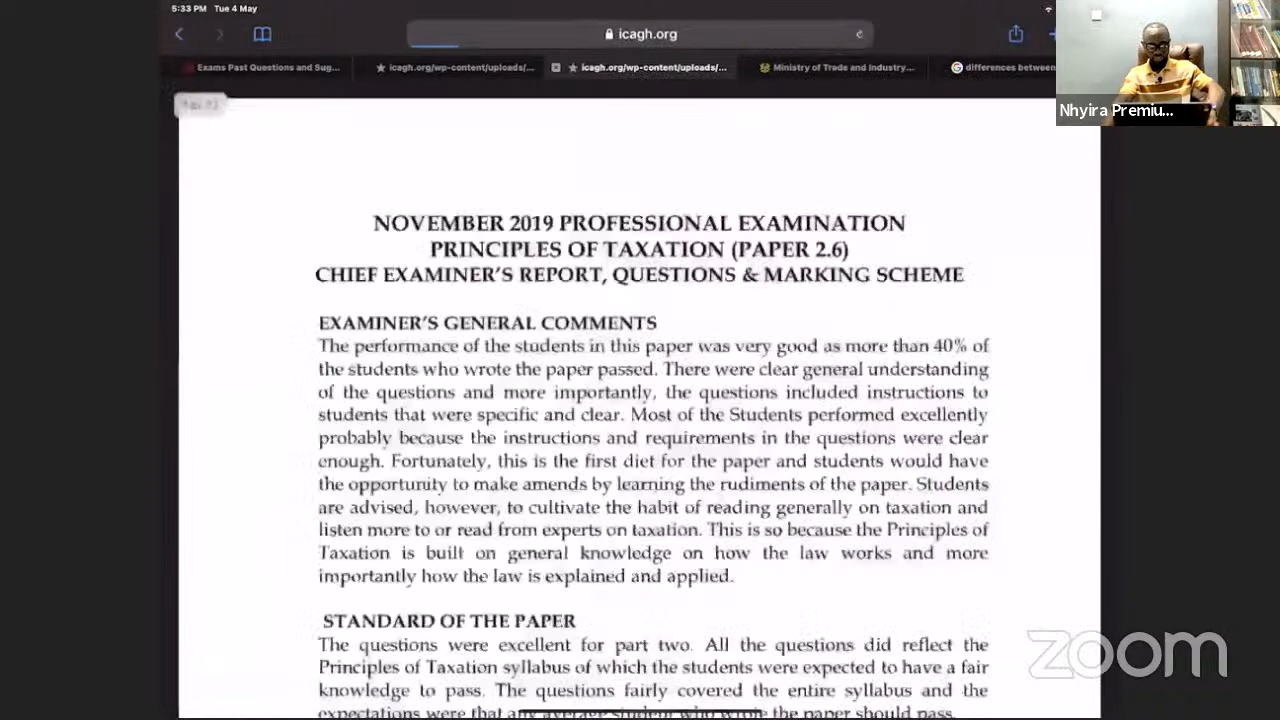 5:33 PM Tue 4 May
icagh.org
Exams Past Questions and Sug...
icagh.org/wp-content/uploads/...
icagh.org/wp-content/uploads/...
Ministry of Trade and Industry...
differences between
Nhyira Premiu...
NOVEMBER 2019 PROFESSIONAL EXAMINATION
PRINCIPLES OF TAXATION (PAPER 2.6)
CHIEF EXAMINER'S REPORT, QUESTIONS & MARKING SCHEME
EXAMINER'S GENERAL COMMENTS
The performance of the students in this paper was very good as more than 40% of
the students who wrote the paper passed. There were clear general understanding
of the questions and more importantly, the questions included instructions to
students that were specific and clear. Most of the Students performed excellently
probably because the instructions and requirements in the questions were clear
enough. Fortunately, this is the first diet for the paper and students would have
the opportunity to make amends by learning the rudiments of the paper. Students
are advised, however, to cultivate the habit of reading generally on taxation and
listen more to or read from experts on taxation. This is so because the Principles of
Taxation is built on general knowledge on how the law works and more
importantly how the law is explained and applied.
STANDARD OF THE PAPER
The questions were excellent for part two. All the questions did reflect the
Principles of Taxation syllabus of which the students were expected to have a fair
knowledge to pass. The questions fairly covered the entire syllabus and the
expectations were that any average student who wrote the paper should pass.
zoom